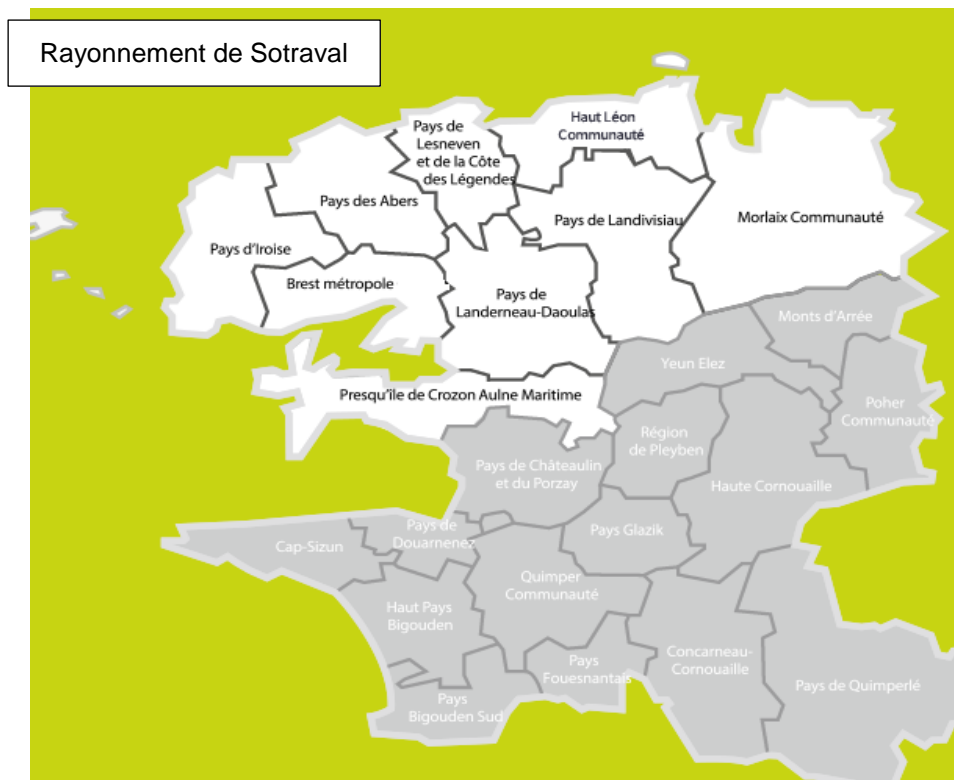 Rayonnement de Sotraval
Haut Léon
Communauté
Pays de
Lesneven
et de la Côte
des Légendes
Pays des Abers
Pays de Landivisiau
Morlaix Communauté
Pays d'Iroise
Brest métropole
Pays de
Landerneau-Daoulas
Monts d'Arrée
Yeun Elez
Presqu'île de Crozon Aulne Maritime
Poher
Communauté
Région
de Pleyben
Pays de Châteaulin
et du Porzay
Haute Cornouaille
Pays de
Douarnenez
Cap-Sizun
Pays Glazik
Quimper
Communauté
Haut Pays
Bigouden
Concarneau-
Cornouaille
Pays
Fouesnantais
Pays de Quimperlé
Pays
Bigouden Sud